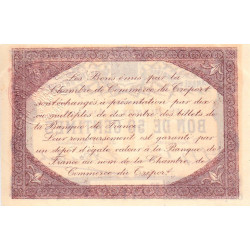 Les Bons émis par la
Chambre de Commerce du Tréport
sont échangés à présentation par dix
ou multiples de dix contre des billets de
la Banque de France.
Leur remboursement est garanti par
un dépôt d'égale valeur à la Banque de
France au nom de la Chambre de
Commerce du Tréport.